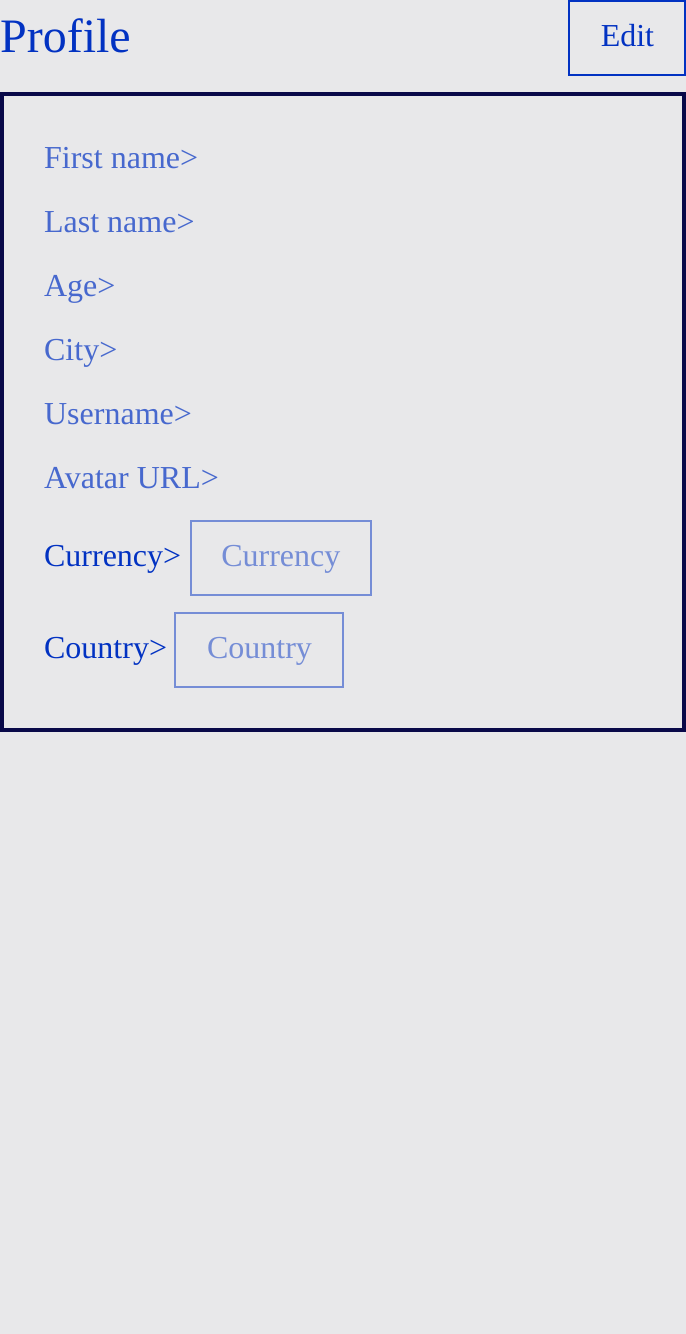 Profile
Edit
First name>
Last name>
Age>
City>
Username>
Avatar URL>
Currency> Currency
Country> Country